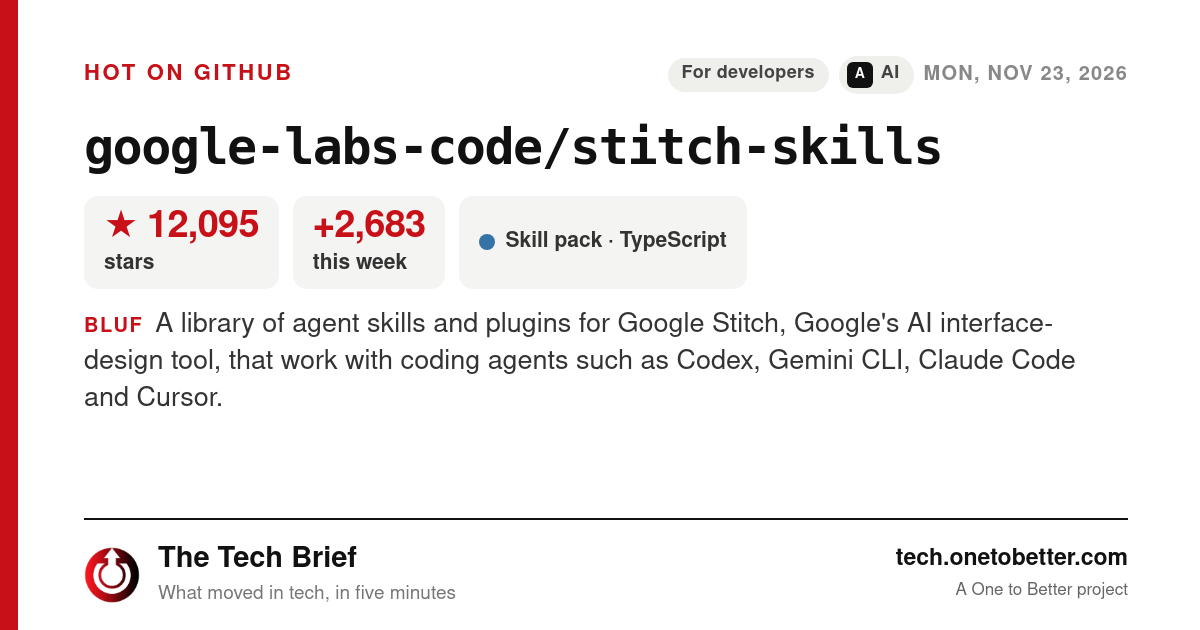 HOT ON GITHUB
For developers
A AI
MON, NOV 23, 2026
google-labs-code/stitch-skills
★ 12,095
stars
+2,683
this week
Skill pack · TypeScript
BLUF A library of agent skills and plugins for Google Stitch, Google's AI interface-
design tool, that work with coding agents such as Codex, Gemini CLI, Claude Code
and Cursor.
The Tech Brief
What moved in tech, in five minutes
tech.onetobetter.com
A One to Better project